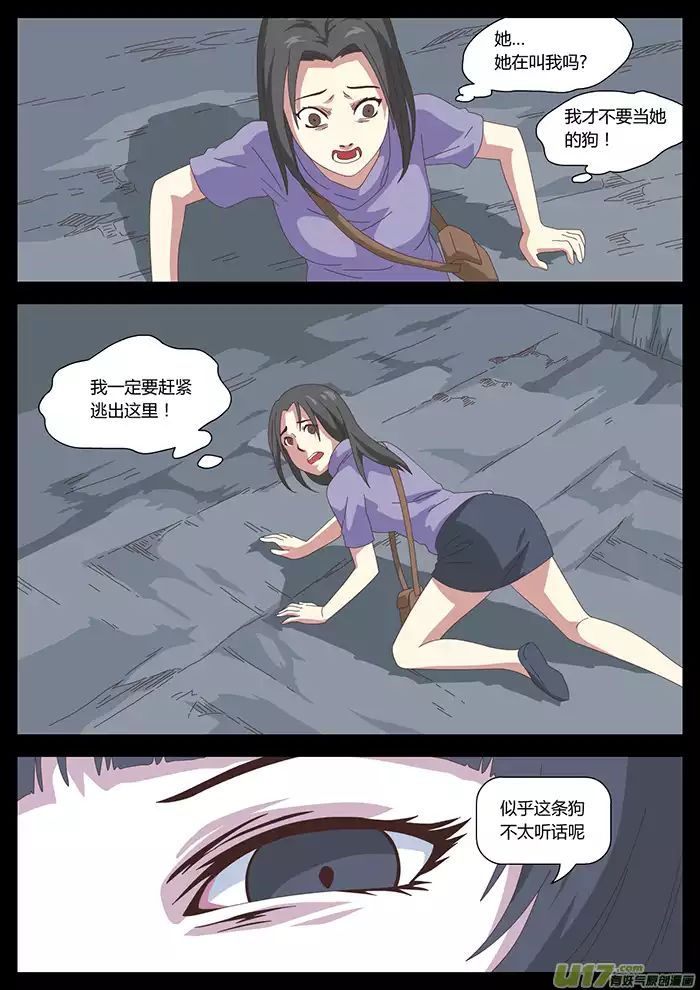 她...
她在叫我吗?
我才不要当她
的狗！
我一定要赶紧
逃出这里！
似乎这条狗
不太听话呢
U17.com
有妖气原创漫画